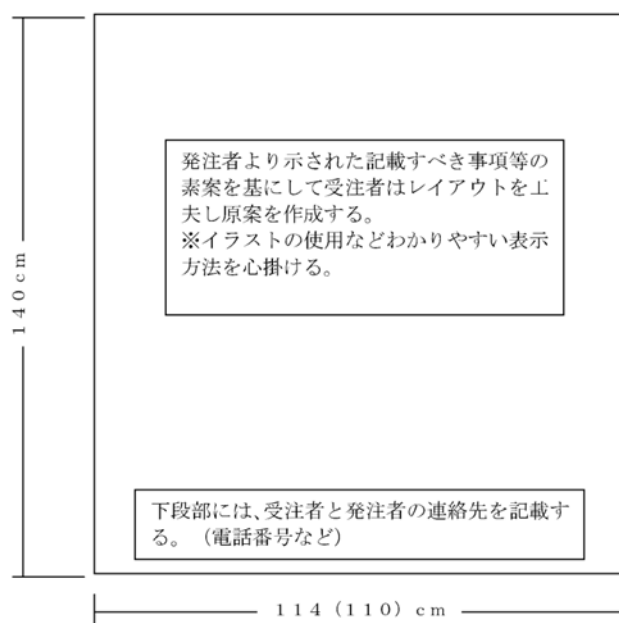 発注者より示された記載すべき事項等の
素案を基にして受注者はレイアウトを工
夫し原案を作成する。
※イラストの使用などわかりやすい表示
方法を心掛ける。
140cm
下段部には、受注者と発注者の連絡先を記載す
る。（電話番号など）
114(110)cm